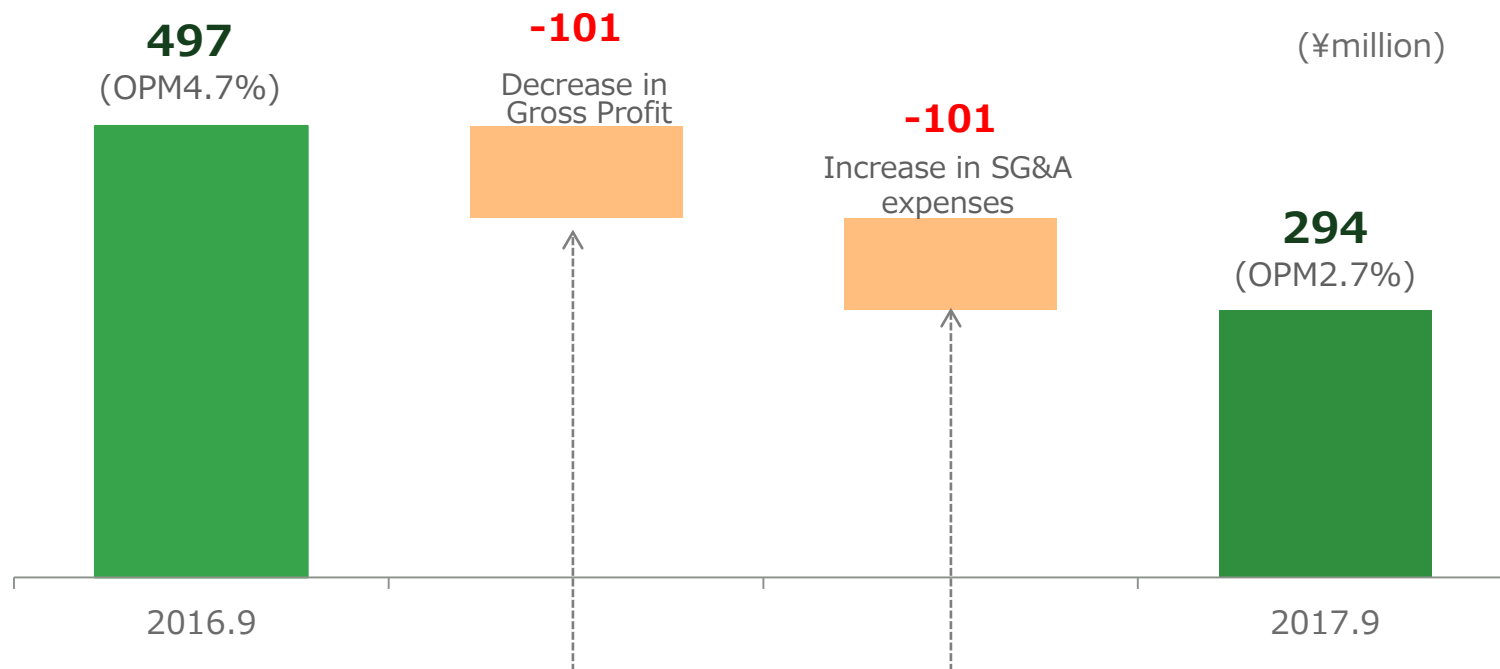 497
(OPM4.7%)
-101
Decrease in
Gross Profit
-101
Increase in SG&A
expenses
(¥million)
294
(OPM2.7%)
2016.9
2017.9